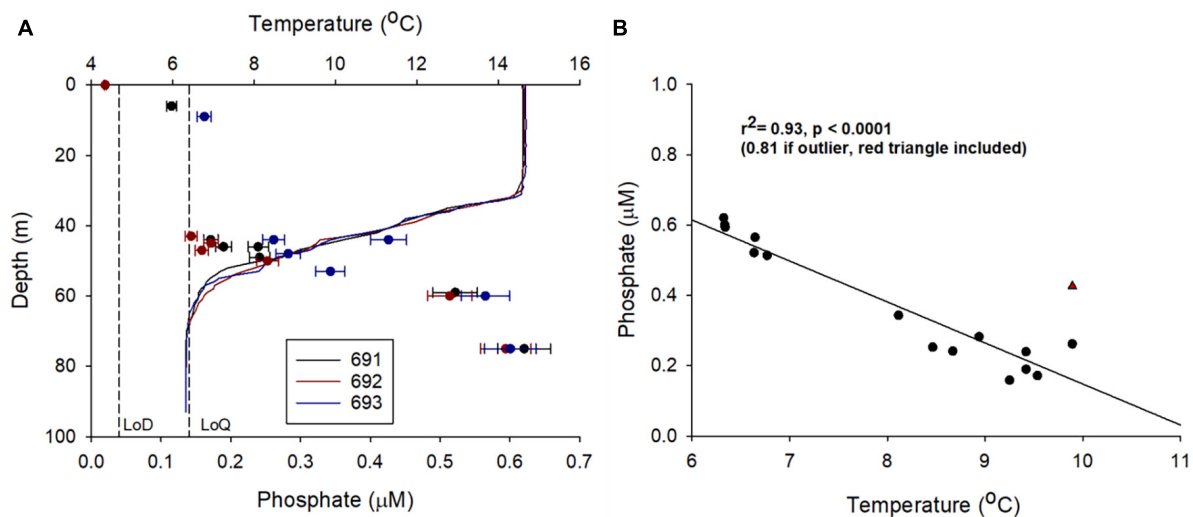 A
Temperature (°C)
4 6 8 10 12 14 16
0
20
40
60
80
100
Depth (m)
691
692
693
LoD
LoQ
0.0 0.1 0.2 0.3 0.4 0.5 0.6 0.7
Phosphate (μM)
B
1.0
0.8
0.6
0.4
0.2
0.0
Phosphate (μM)
r²= 0.93, p < 0.0001
(0.81 if outlier, red triangle included)
6 7 8 9 10 11
Temperature (°C)